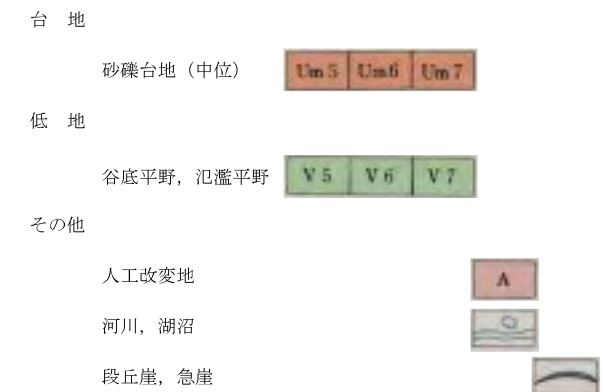 台　地
砂礫台地（中位） Um 5 Um 6 Um 7
低　地
谷底平野，氾濫平野 V 5 V 6 V 7
その他
人工改変地 A
河川，湖沼
段丘崖，急崖